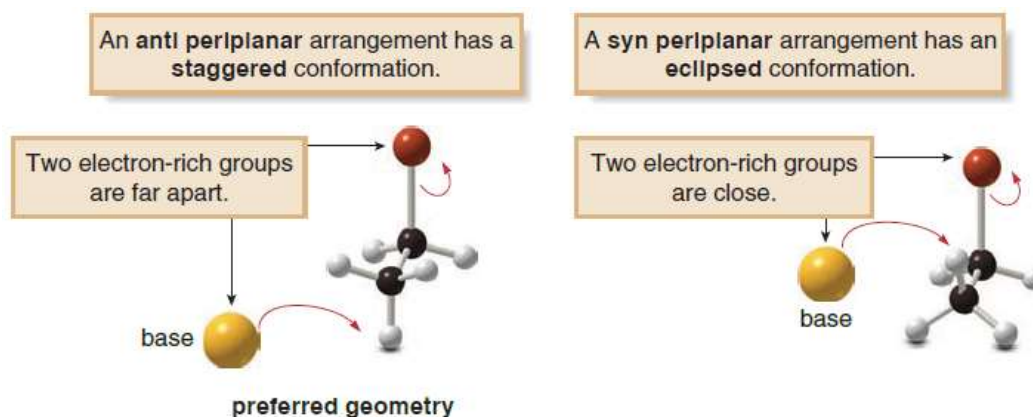 An anti periplanar arrangement has a
staggered conformation.
A syn periplanar arrangement has an
eclipsed conformation.
Two electron-rich groups
are far apart.
base
preferred geometry
Two electron-rich groups
are close.
base